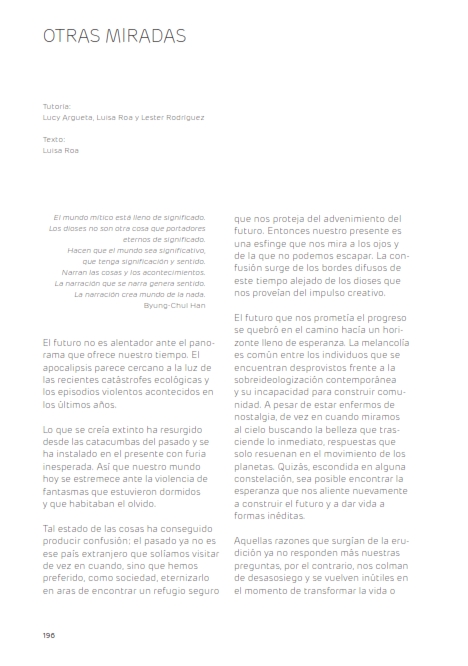 OTRAS MIRADAS
Tutoría:
Lucy Argueta, Luisa Roa y Lester Rodríguez
Texto:
Luisa Roa
El mundo mítico está lleno de significado.
Los dioses no son otra cosa que portadores
eternos de significado.
Hacen que el mundo sea significativo,
que tenga significación y sentido.
Narran las cosas y los acontecimientos.
La narración que se narra genera sentido.
La narración crea mundo de la nada.
Byung-Chul Han
El futuro no es alentador ante el pano-
rama que ofrece nuestro tiempo. El
apocalipsis parece cercano a la luz de
las recientes catástrofes ecológicas y
los episodios violentos acontecidos en
los últimos años.
Lo que se creía extinto ha resurgido
desde las catacumbas del pasado y se
ha instalado en el presente con furia
inesperada. Así que nuestro mundo
hoy se estremece ante la violencia de
fantasmas que estuvieron dormidos
y que habitaban el olvido.
Tal estado de las cosas ha conseguido
producir confusión: el pasado ya no es
ese país extranjero que solíamos visitar
de vez en cuando, sino que hemos
preferido, como sociedad, eternizarlo
en aras de encontrar un refugio seguro
que nos proteja del advenimiento del
futuro. Entonces nuestro presente es
una esfinge que nos mira a los ojos y
de la que no podemos escapar. La con-
fusión surge de los bordes difusos de
este tiempo alejado de los dioses que
nos proveían del impulso creativo.
El futuro que nos prometía el progreso
se quebró en el camino hacía un hori-
zonte lleno de esperanza. La melancolía
es común entre los individuos que se
encuentran desprovistos frente a la
sobreideologización contemporánea
y su incapacidad para construir comu-
nidad. A pesar de estar enfermos de
nostalgia, de vez en cuando miramos
al cielo buscando la belleza que tras-
ciende lo inmediato, respuestas que
solo resuenan en el movimiento de los
planetas. Quizás, escondida en alguna
constelación, sea posible encontrar la
esperanza que nos aliente nuevamente
a construir el futuro y a dar vida a
formas inéditas.
Aquellas razones que surgían de la eru-
dición ya no responden más nuestras
preguntas, por el contrario, nos colman
de desasosiego y se vuelven inútiles en
el momento de transformar la vida o
196